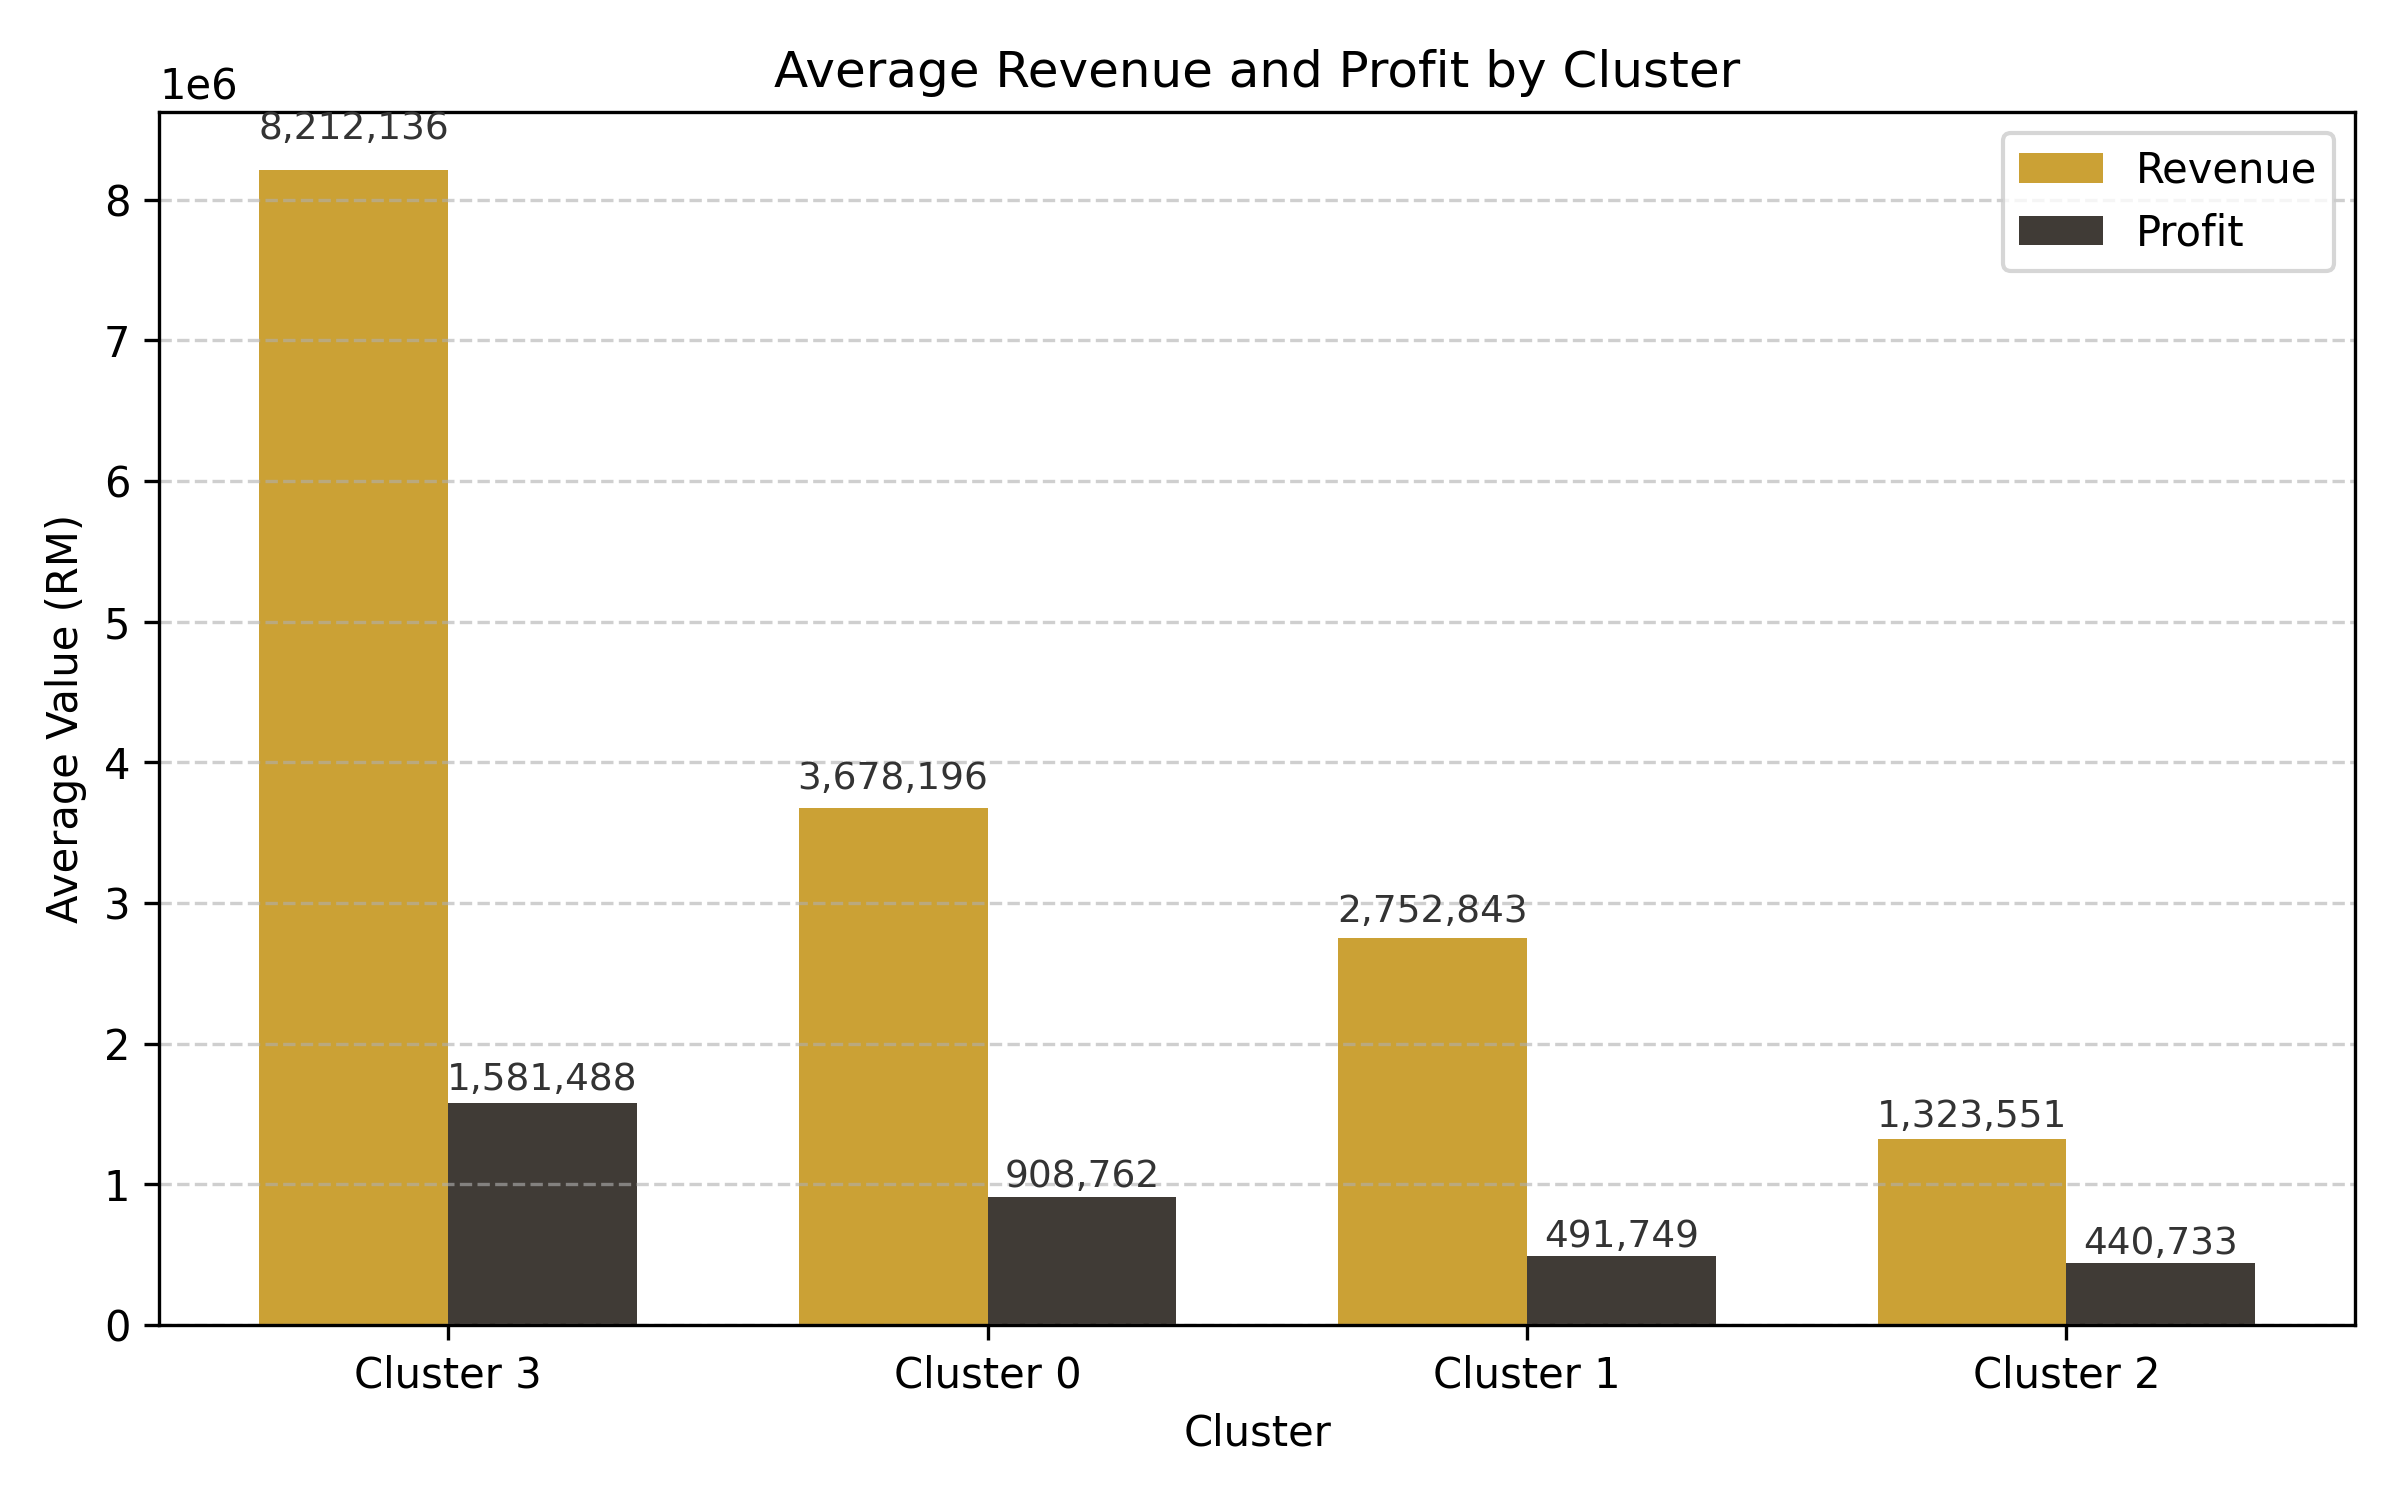 Average Revenue and Profit by Cluster
1e6
8,212,136
Revenue
Profit
8
7
6
5
4
3
2
1
0
Average Value (RM)
3,678,196
2,752,843
1,581,488
1,323,551
908,762
491,749
440,733
Cluster 3
Cluster 0
Cluster 1
Cluster 2
Cluster